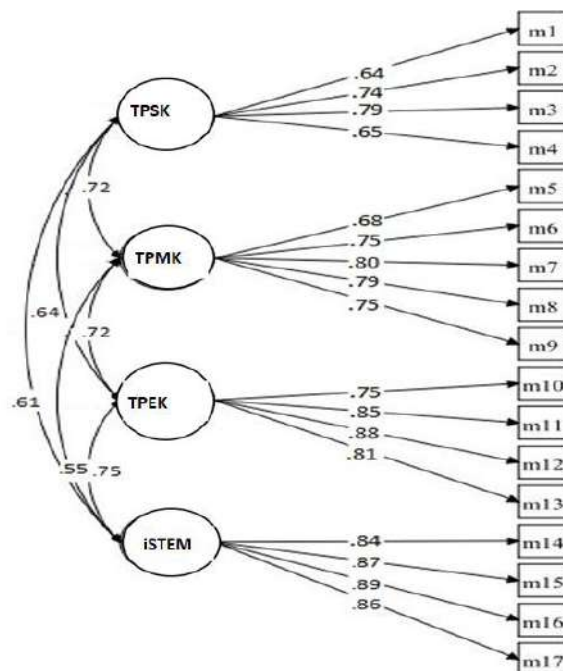 m1
m2
m3
m4
m5
m6
m7
m8
m9
m10
m11
m12
m13
m14
m15
m16
m17
TPSK
TPMK
TPEK
iSTEM
.64
.74
.79
.65
.68
.75
.80
.79
.75
.75
.85
.88
.81
.84
.87
.89
.86
.72
.64
.72
.61
.55
.75